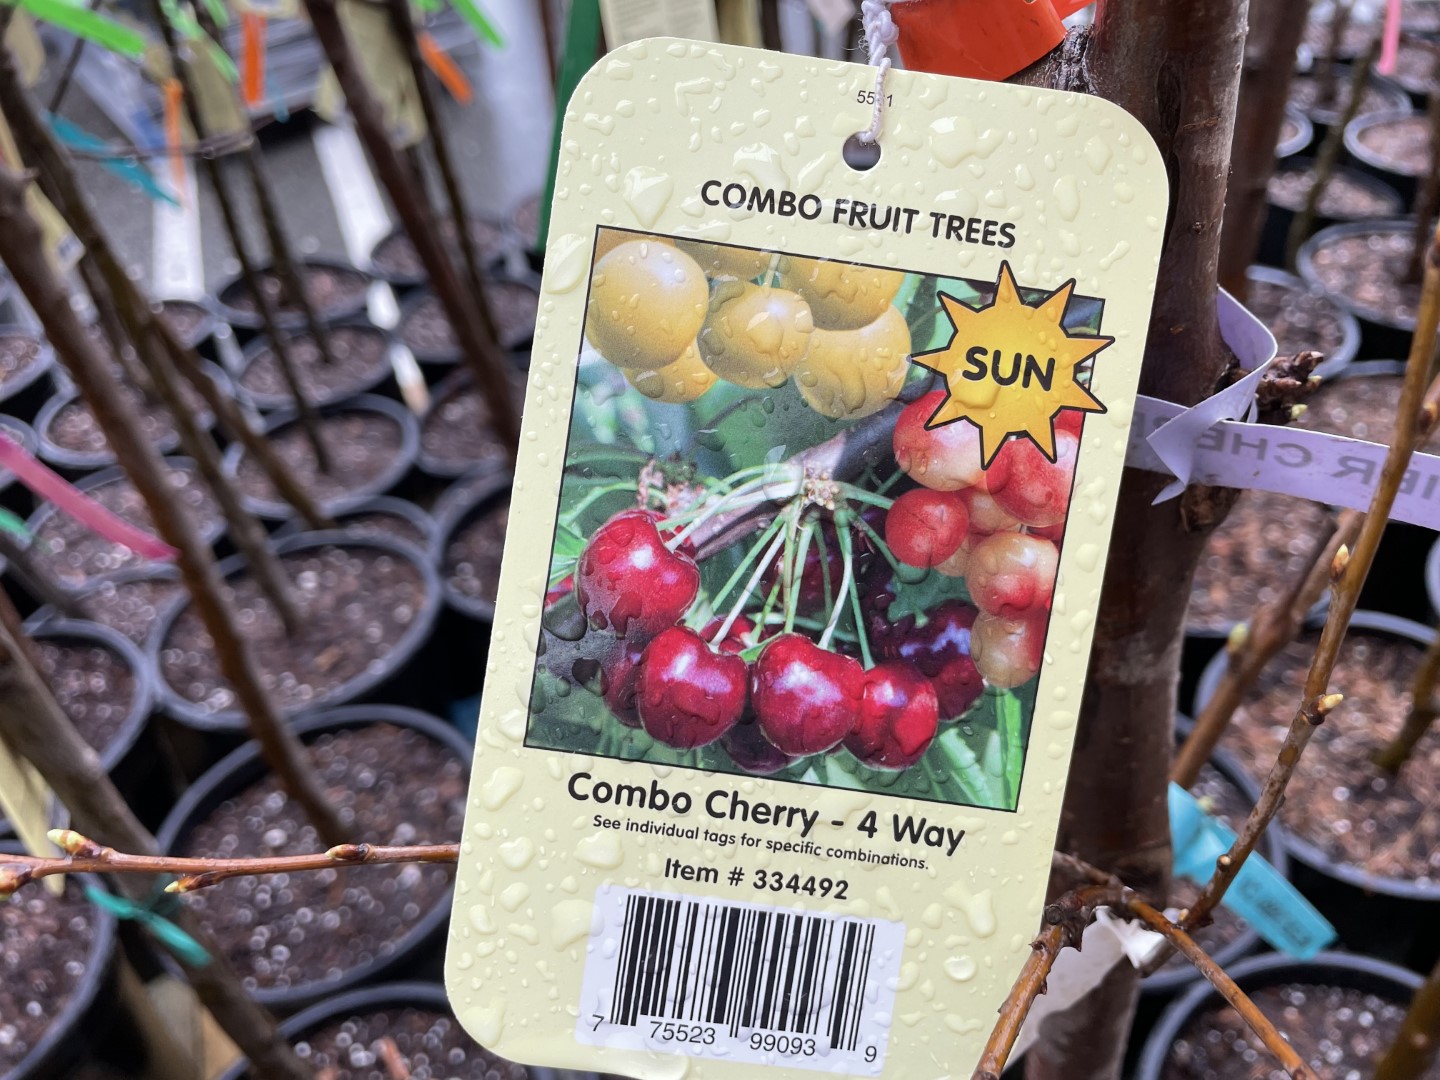 COMBO FRUIT TREES
SUN
Combo Cherry - 4 Way
See individual tags for specific combinations.
Item # 334492
7 75523 99093 9